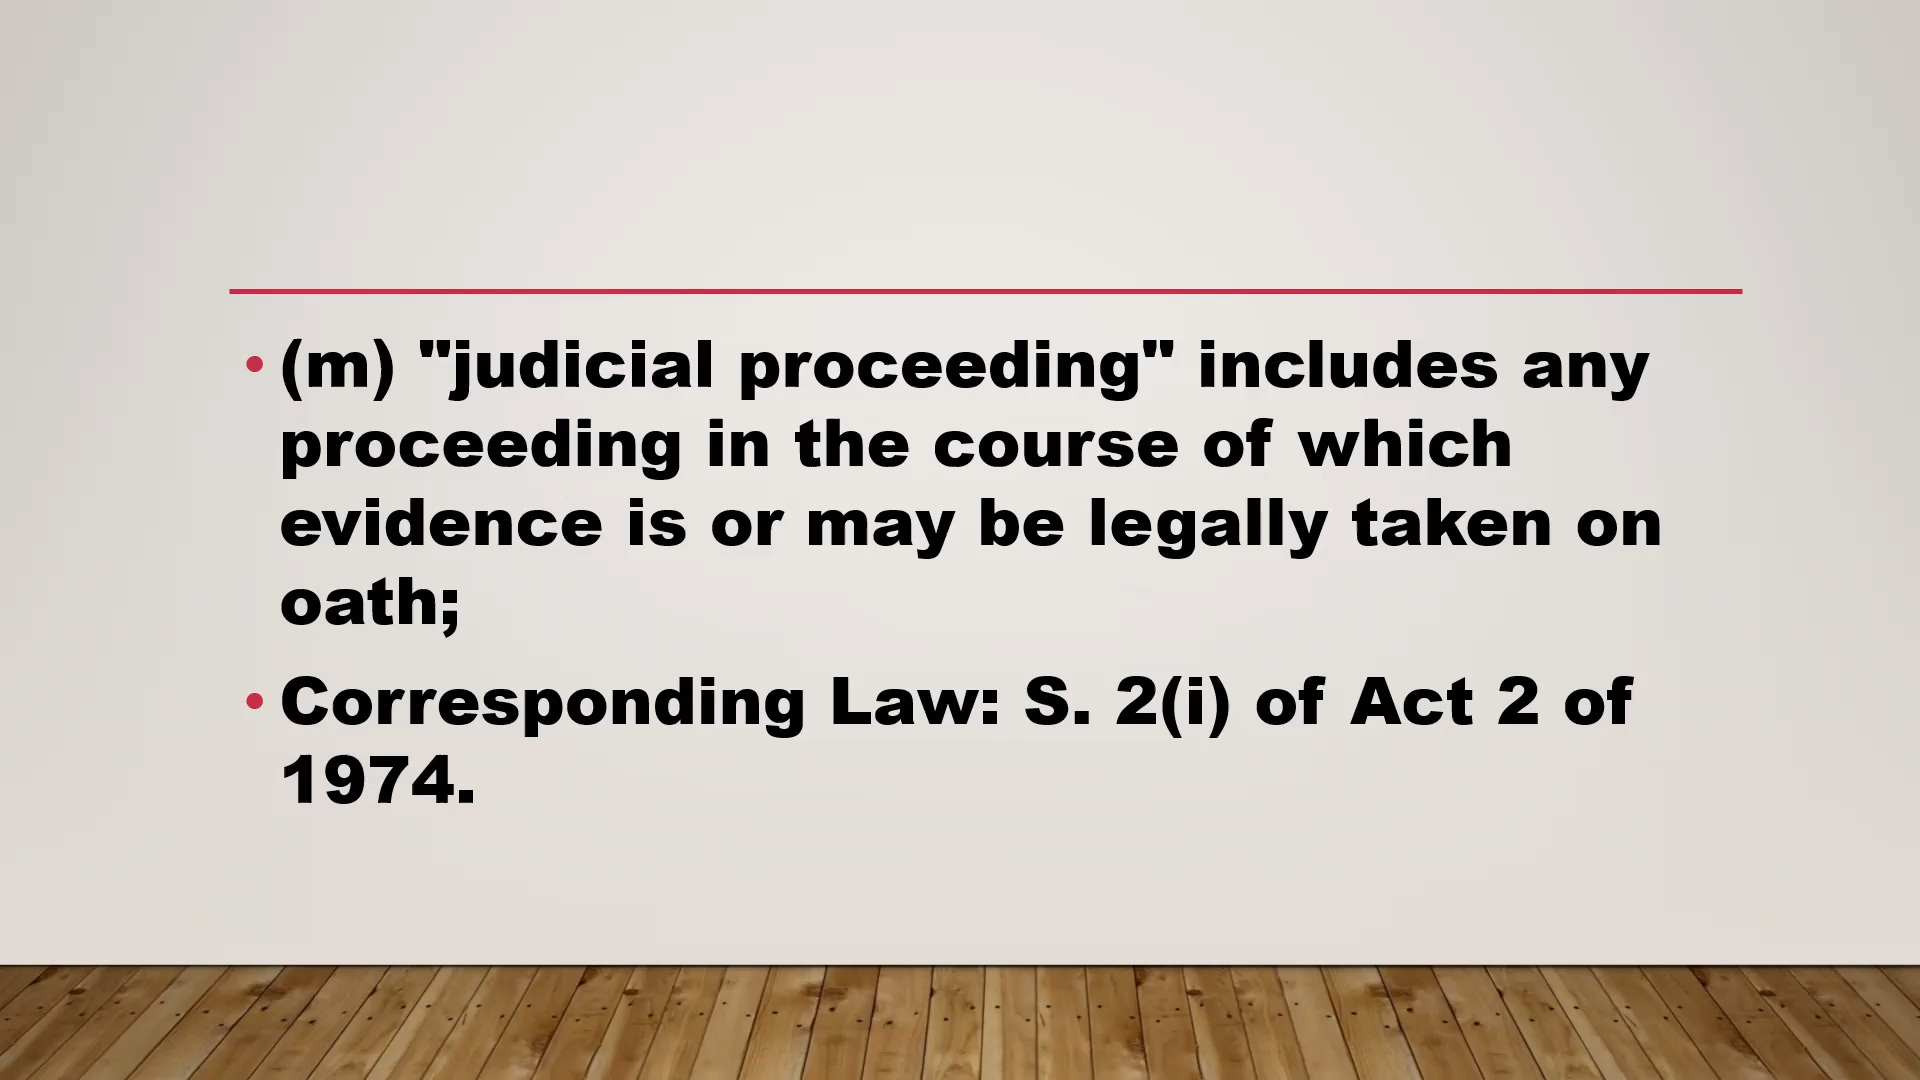 • (m) "judicial proceeding" includes any
proceeding in the course of which
evidence is or may be legally taken on
oath;
• Corresponding Law: S. 2(i) of Act 2 of
1974.